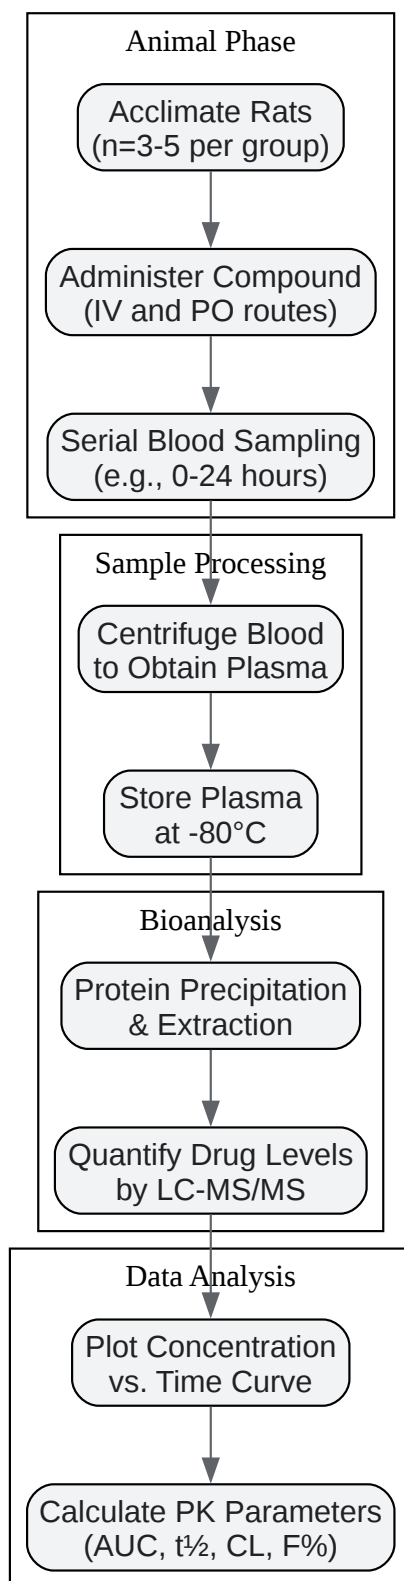 Animal Phase
Acclimate Rats
(n=3-5 per group)
Administer Compound
(IV and PO routes)
Serial Blood Sampling
(e.g., 0-24 hours)
Sample Processing
Centrifuge Blood
to Obtain Plasma
Store Plasma
at -80°C
Bioanalysis
Protein Precipitation
& Extraction
Quantify Drug Levels
by LC-MS/MS
Data Analysis
Plot Concentration
vs. Time Curve
Calculate PK Parameters
(AUC, t½, CL, F%)